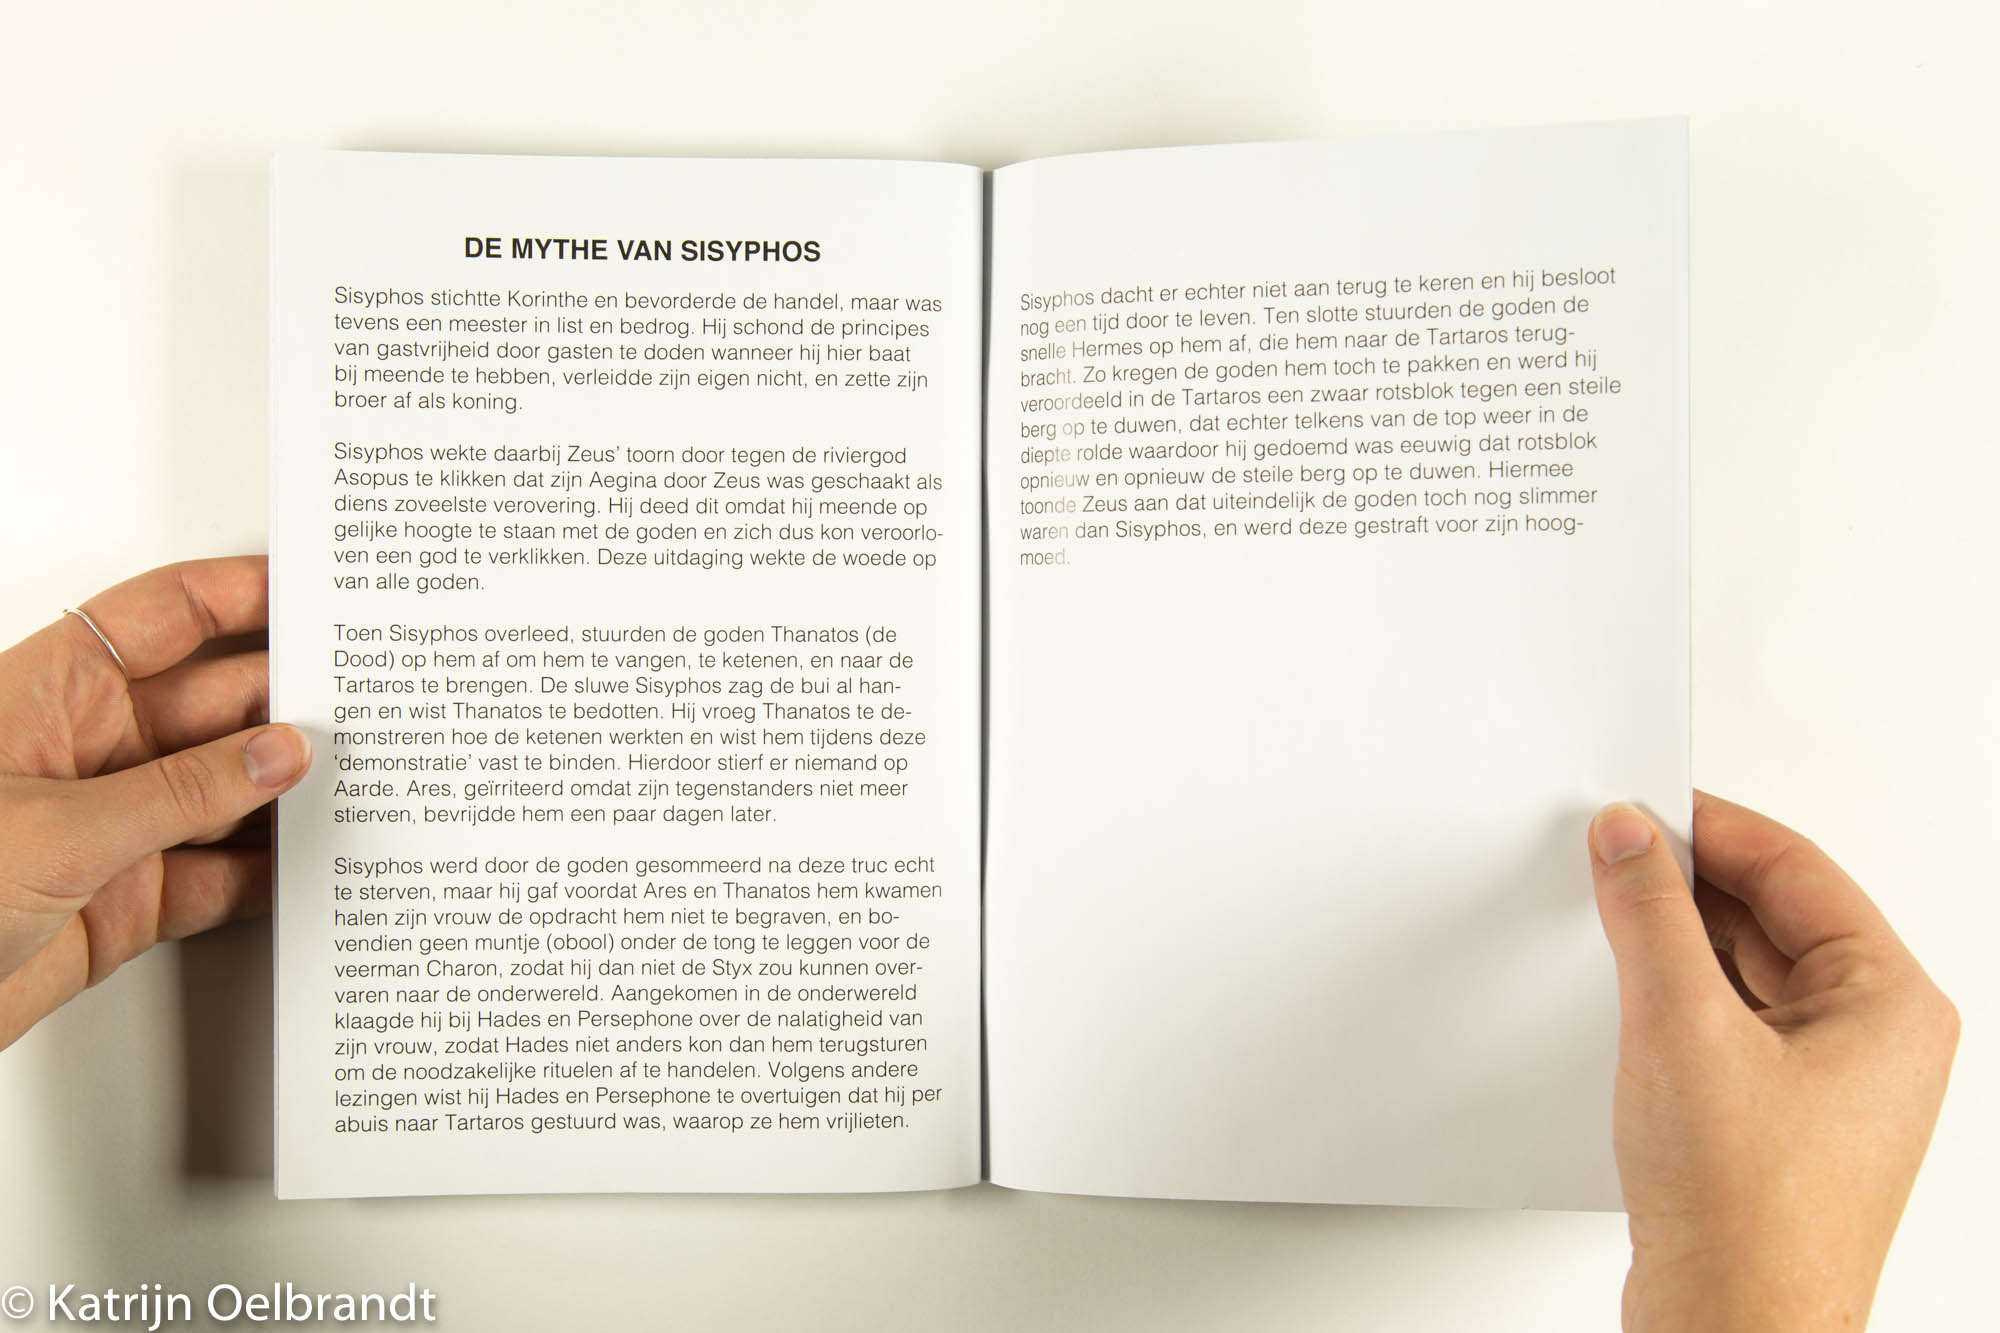 DE MYTHE VAN SISYPHOS
Sisyphos stichtte Korinthe en bevorderde de handel, maar was
tevens een meester in list en bedrog. Hij schond de principes
van gastvrijheid door gasten te doden wanneer hij hier baat
bij meende te hebben, verleidde zijn eigen nicht, en zette zijn
broer af als koning.
Sisyphos wekte daarbij Zeus’ toorn door tegen de riviergod
Asopus te klikken dat zijn Aegina door Zeus was geschaakt als
diens zoveelste verovering. Hij deed dit omdat hij meende op
gelijke hoogte te staan met de goden en zich dus kon veroorlo-
ven een god te verklikken. Deze uitdaging wekte de woede op
van alle goden.
Toen Sisyphos overleed, stuurden de goden Thanatos (de
Dood) op hem af om hem te vangen, te ketenen, en naar de
Tartaros te brengen. De sluwe Sisyphos zag de bui al han-
gen en wist Thanatos te bedotten. Hij vroeg Thanatos te de-
monstreren hoe de ketenen werkten en wist hem tijdens deze
‘demonstratie’ vast te binden. Hierdoor stierf er niemand op
Aarde. Ares, geïrriteerd omdat zijn tegenstanders niet meer
stierven, bevrijdde hem een paar dagen later.
Sisyphos werd door de goden gesommeerd na deze truc echt
te sterven, maar hij gaf voordat Ares en Thanatos hem kwamen
halen zijn vrouw de opdracht hem niet te begraven, en bo-
vendien geen muntje (obool) onder de tong te leggen voor de
veerman Charon, zodat hij dan niet de Styx zou kunnen over-
varen naar de onderwereld. Aangekomen in de onderwereld
klaagde hij bij Hades en Persephone over de nalatigheid van
zijn vrouw, zodat Hades niet anders kon dan hem terugsturen
om de noodzakelijke rituelen af te handelen. Volgens andere
lezingen wist hij Hades en Persephone te overtuigen dat hij per
abuis naar Tartaros gestuurd was, waarop ze hem vrijlieten.
Sisyphos dacht er echter niet aan terug te keren en hij besloot
nog een tijd door te leven. Ten slotte stuurden de goden de
snelle Hermes op hem af, die hem naar de Tartaros terug-
bracht. Zo kregen de goden hem toch te pakken en werd hij
veroordeeld in de Tartaros een zwaar rotsblok tegen een steile
berg op te duwen, dat echter telkens van de top weer in de
diepte rolde waardoor hij gedoemd was eeuwig dat rotsblok
opnieuw en opnieuw de steile berg op te duwen. Hiermee
toonde Zeus aan dat uiteindelijk de goden toch nog slimmer
waren dan Sisyphos, en werd deze gestraft voor zijn hoog-
moed.
© Katrijn Oelbrandt